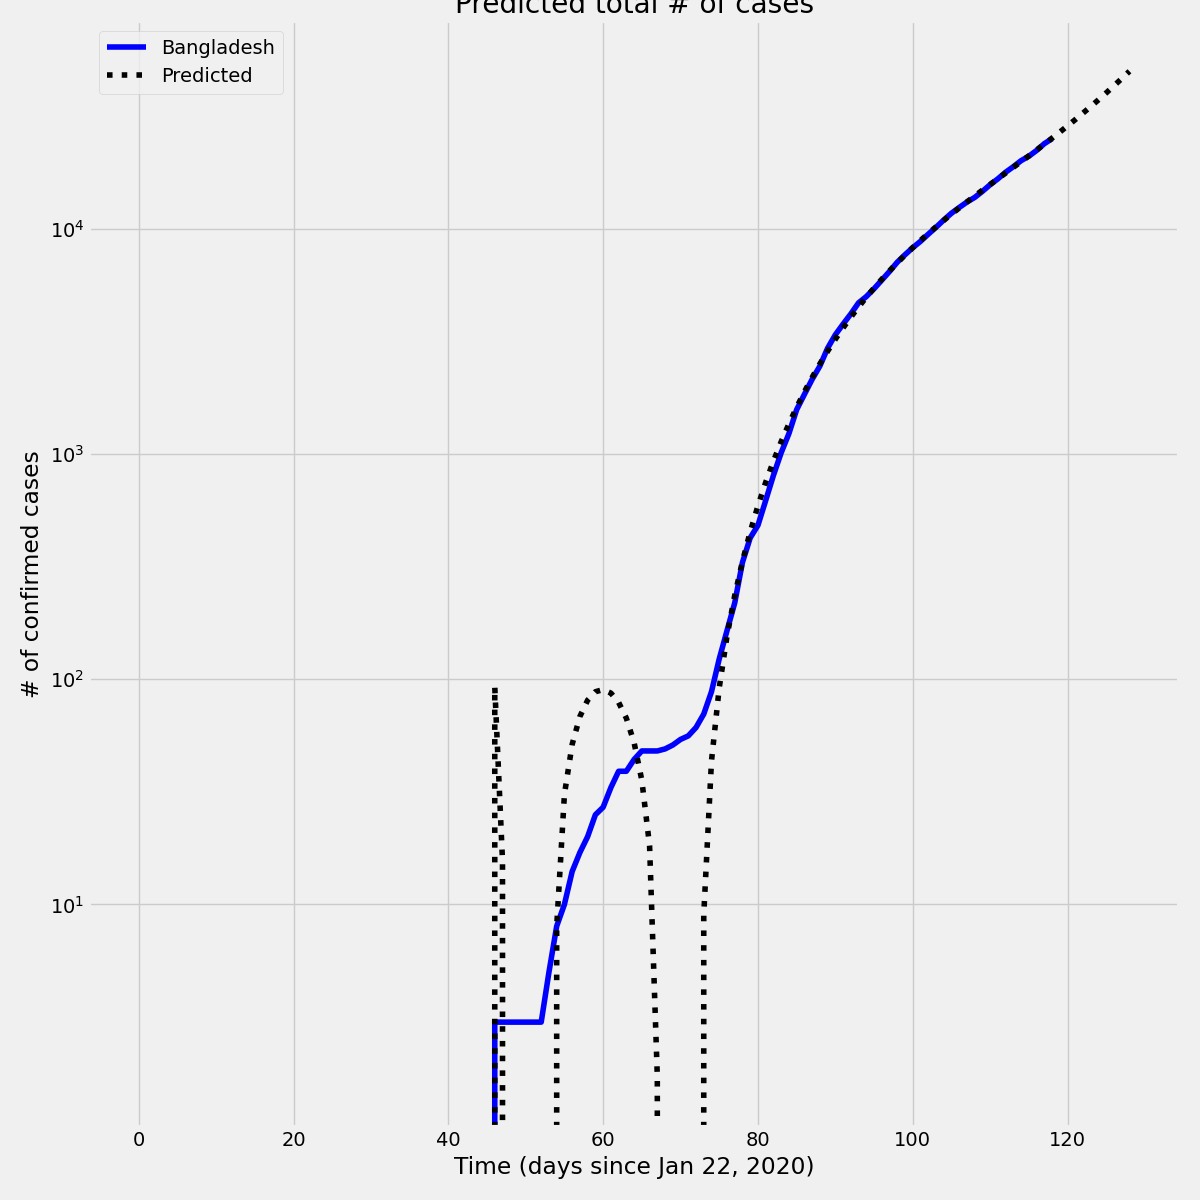 Predicted total # of cases
Bangladesh
Predicted
10⁴
10³
10²
10¹
# of confirmed cases
0 20 40 60 80 100 120
Time (days since Jan 22, 2020)